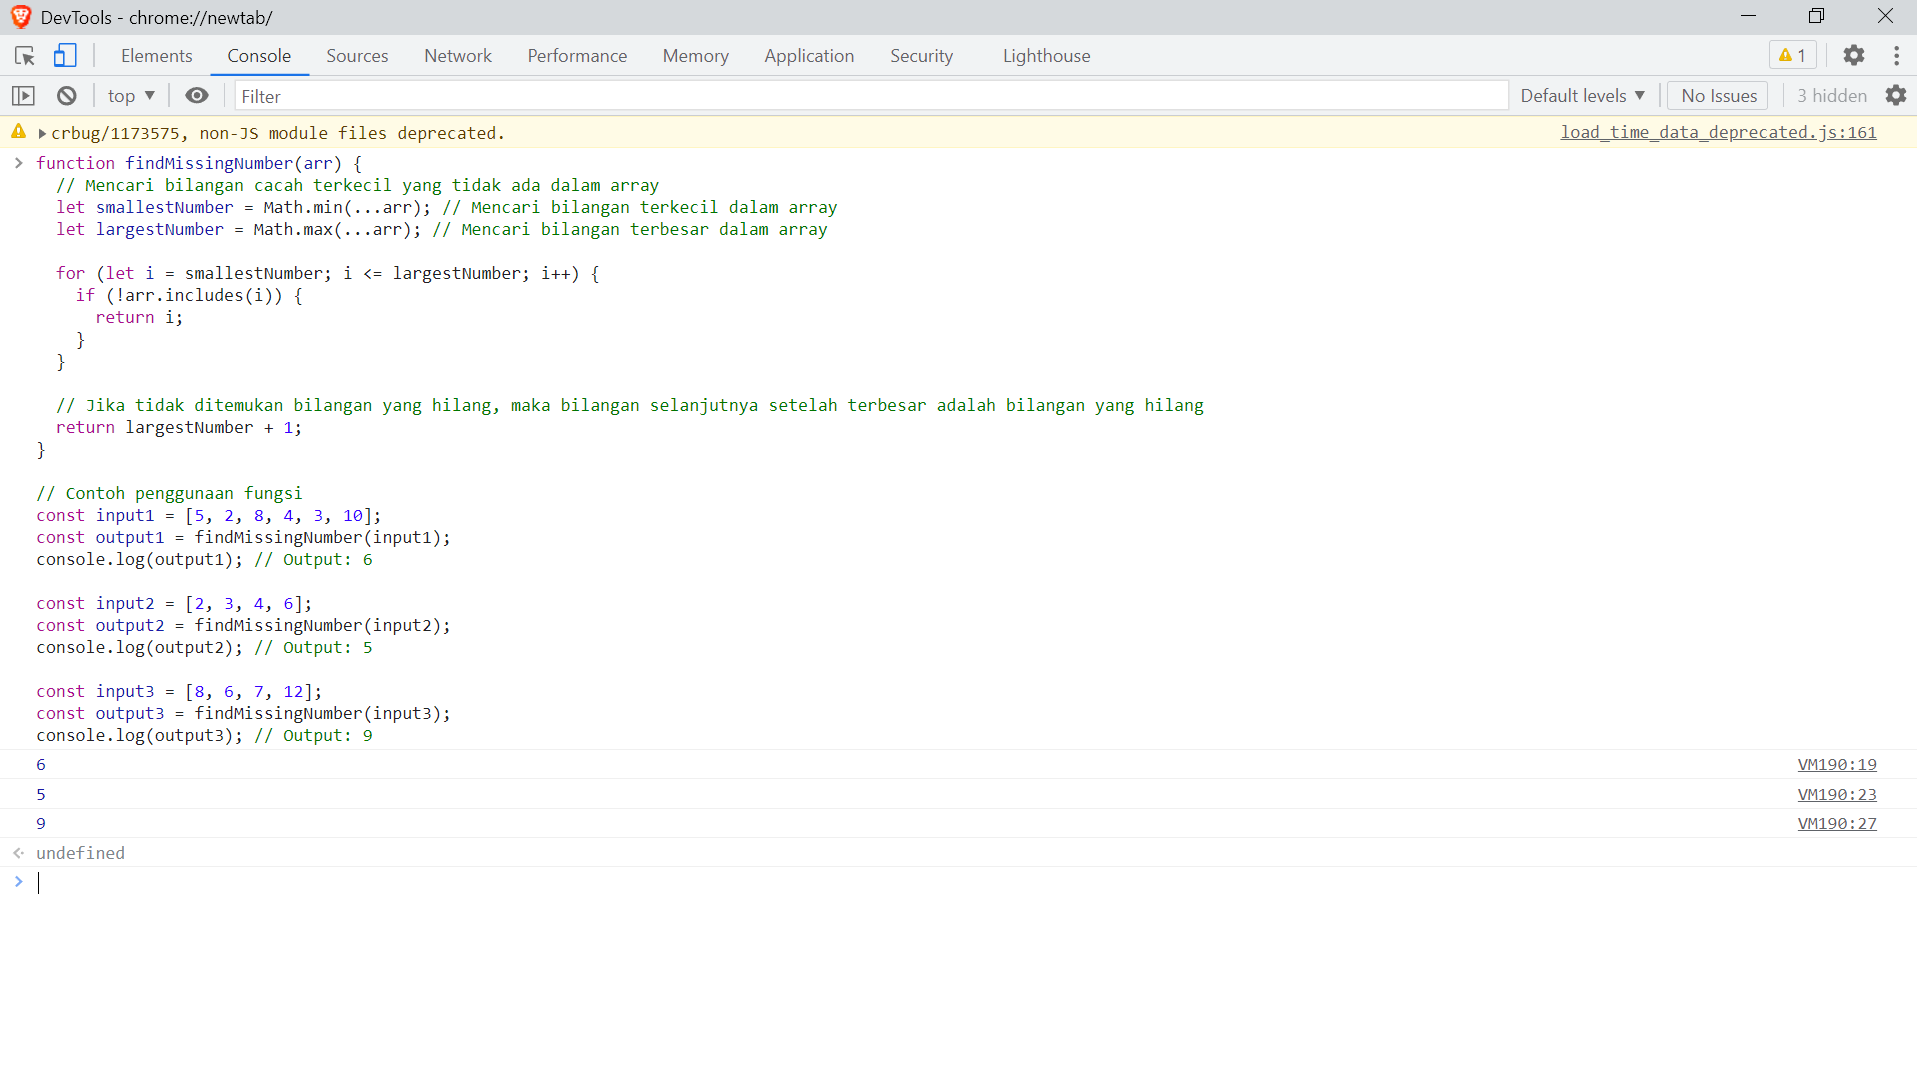 DevTools - chrome://newtab/
Elements Console Sources Network Performance Memory Application Security Lighthouse 1
top ▼ Filter Default levels ▼ No Issues 3 hidden
crbug/1173575, non-JS module files deprecated. load_time_data_deprecated.js:161
function findMissingNumber(arr) {
  // Mencari bilangan cacah terkecil yang tidak ada dalam array
  let smallestNumber = Math.min(...arr); // Mencari bilangan terkecil dalam array
  let largestNumber = Math.max(...arr); // Mencari bilangan terbesar dalam array

  for (let i = smallestNumber; i <= largestNumber; i++) {
    if (!arr.includes(i)) {
      return i;
    }
  }

  // Jika tidak ditemukan bilangan yang hilang, maka bilangan selanjutnya setelah terbesar adalah bilangan yang hilang
  return largestNumber + 1;
}

// Contoh penggunaan fungsi
const input1 = [5, 2, 8, 4, 3, 10];
const output1 = findMissingNumber(input1);
console.log(output1); // Output: 6

const input2 = [2, 3, 4, 6];
const output2 = findMissingNumber(input2);
console.log(output2); // Output: 5

const input3 = [8, 6, 7, 12];
const output3 = findMissingNumber(input3);
console.log(output3); // Output: 9
6 VM190:19
5 VM190:23
9 VM190:27
undefined